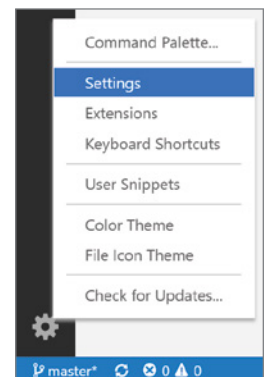 Command Palette...
Settings
Extensions
Keyboard Shortcuts
User Snippets
Color Theme
File Icon Theme
Check for Updates...
master* 0 0